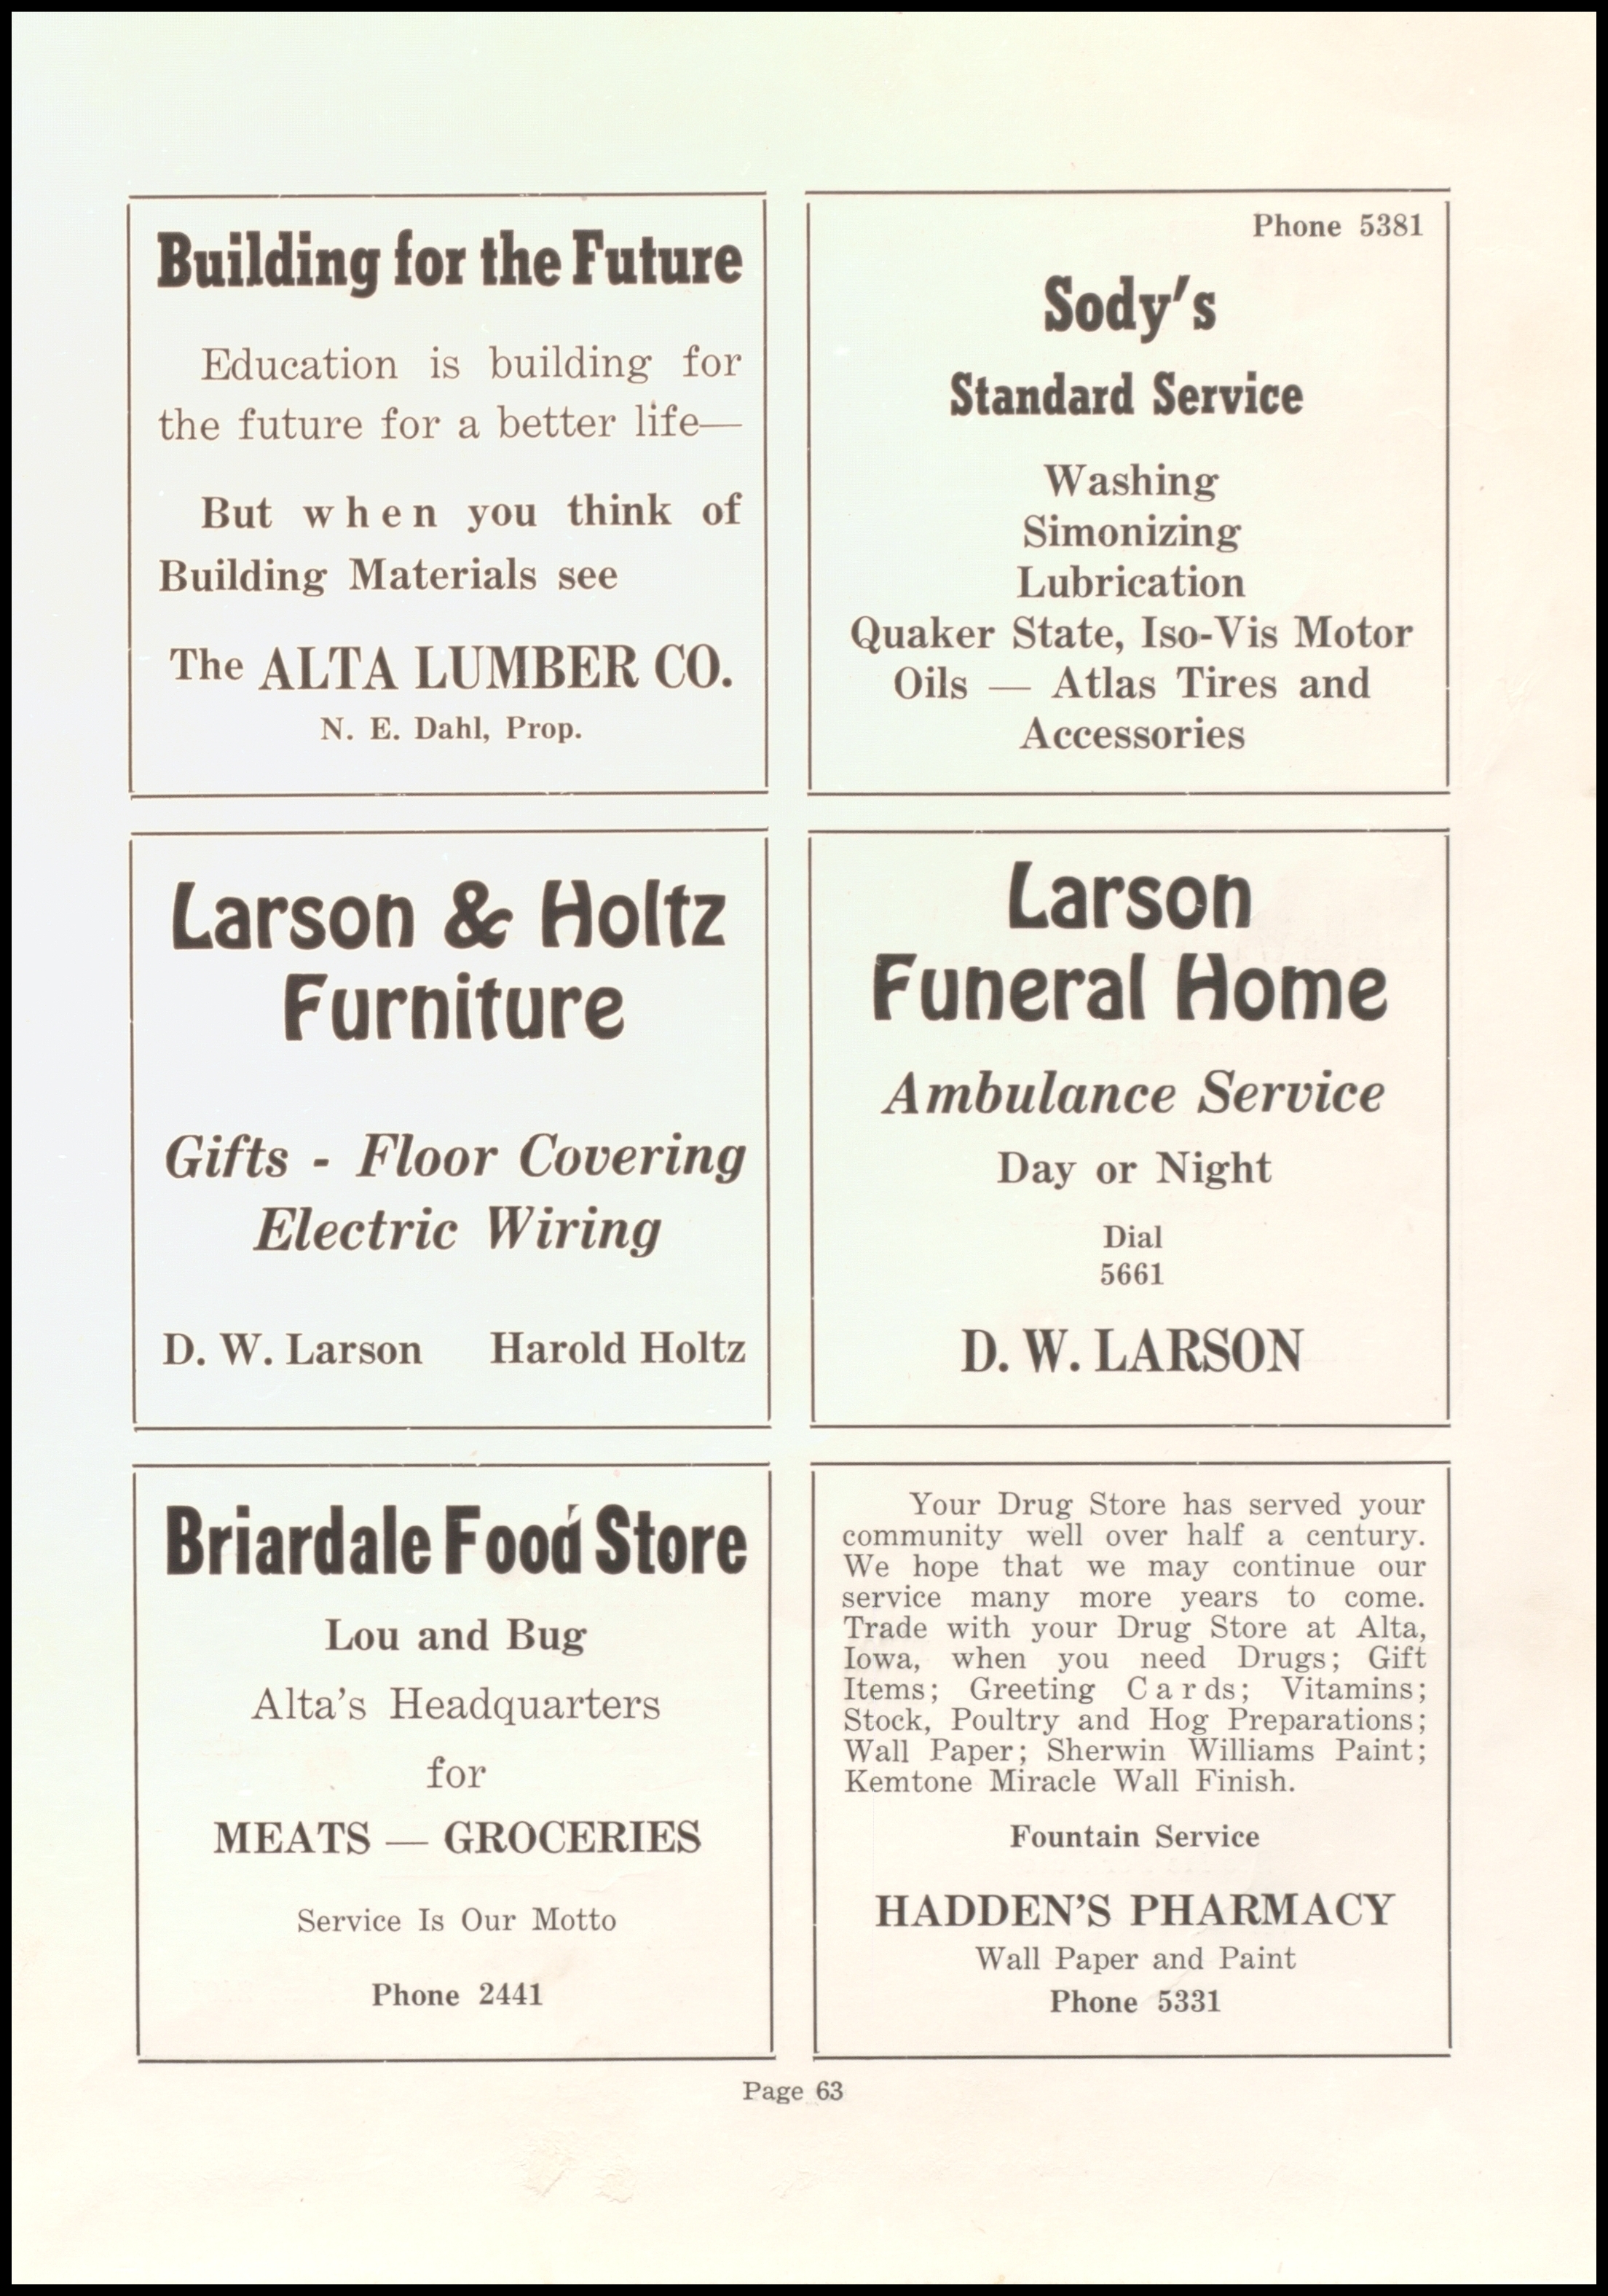 Building for the Future
Education is building for
the future for a better life—
But when you think of
Building Materials see
The ALTA LUMBER CO.
N. E. Dahl, Prop.
Phone 5381
Sody's
Standard Service
Washing
Simonizing
Lubrication
Quaker State, Iso-Vis Motor
Oils — Atlas Tires and
Accessories
Larson & Holtz
Furniture
Gifts - Floor Covering
Electric Wiring
D. W. Larson Harold Holtz
Larson
Funeral Home
Ambulance Service
Day or Night
Dial
5661
D. W. LARSON
Briardale Food Store
Lou and Bug
Alta's Headquarters
for
MEATS — GROCERIES
Service Is Our Motto
Phone 2441
Your Drug Store has served your
community well over half a century.
We hope that we may continue our
service many more years to come.
Trade with your Drug Store at Alta,
Iowa, when you need Drugs; Gift
Items; Greeting Cards; Vitamins;
Stock, Poultry and Hog Preparations;
Wall Paper; Sherwin Williams Paint;
Kemtone Miracle Wall Finish.
Fountain Service
HADDEN'S PHARMACY
Wall Paper and Paint
Phone 5331
Page 63